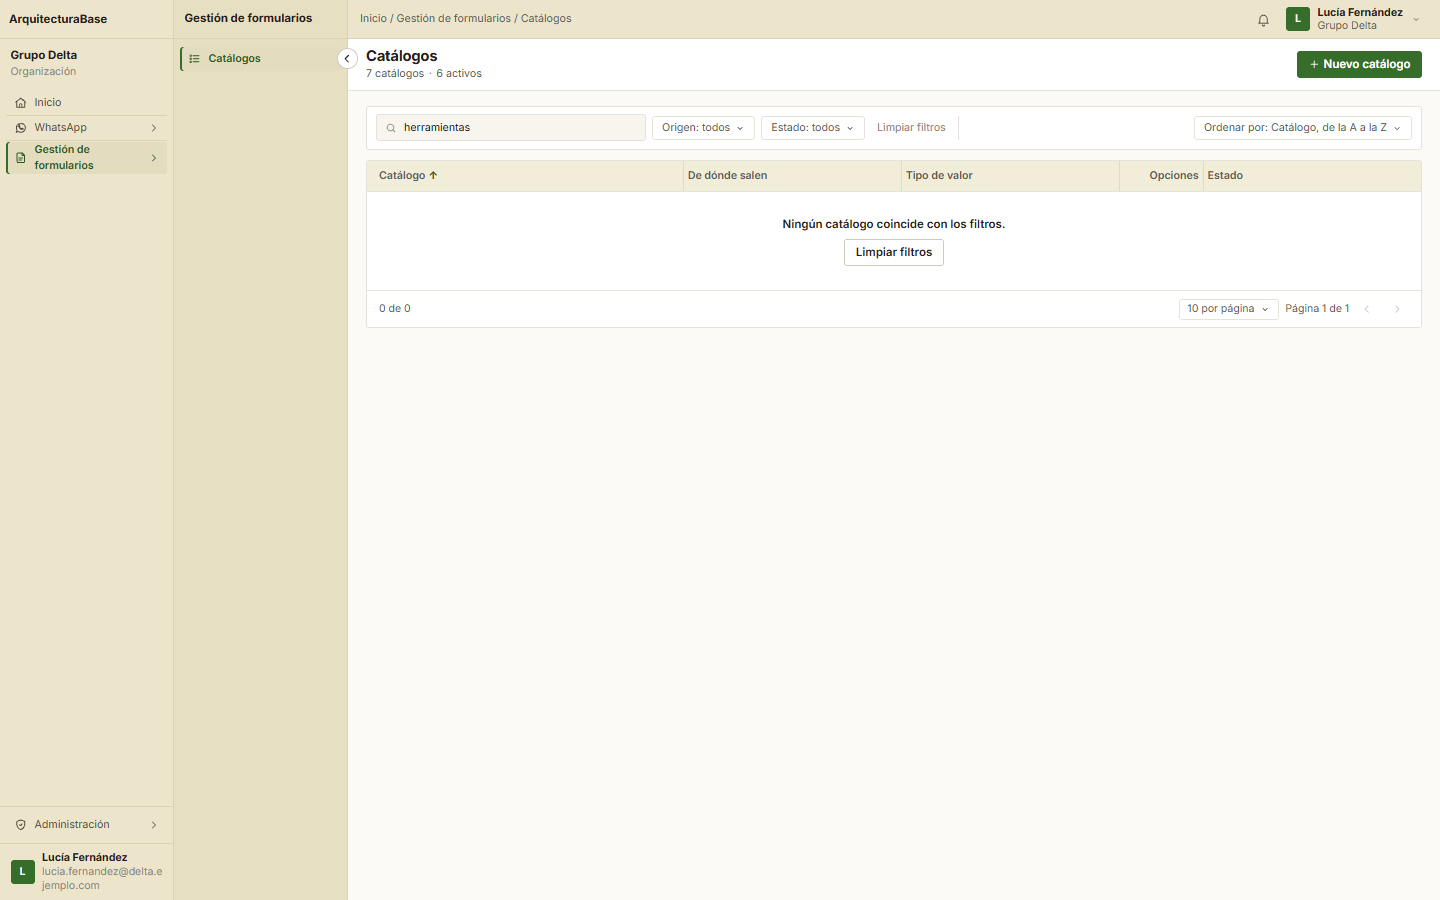 ArquitecturaBase
Grupo Delta
Organización
Inicio
WhatsApp
Gestión de
formularios
Administración
L
Lucía Fernández
lucia.fernandez@delta.e
jemplo.com
Gestión de formularios
Catálogos
Inicio / Gestión de formularios / Catálogos
L
Lucía Fernández
Grupo Delta
Catálogos
7 catálogos · 6 activos
+ Nuevo catálogo
herramientas
Origen: todos
Estado: todos
Limpiar filtros
Ordenar por: Catálogo, de la A a la Z
Catálogo ↑
De dónde salen
Tipo de valor
Opciones
Estado
Ningún catálogo coincide con los filtros.
Limpiar filtros
0 de 0
10 por página
Página 1 de 1